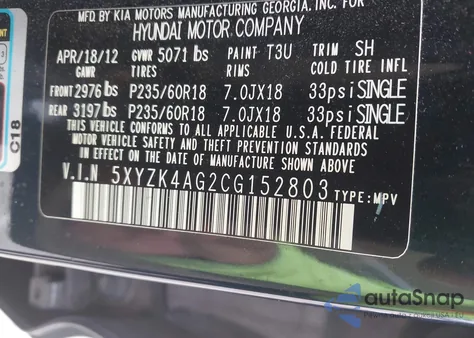 MFD. BY KIA MOTORS MANUFACTURING GEORGIA, INC. FOR
HYUNDAI MOTOR COMPANY
APR/18/12 GVWR 5071 lbs PAINT T3U TRIM SH
GAWR TIRES RIMS COLD TIRE INFL
FRONT 2976 lbs P235/60R18 7.0JX18 33psi SINGLE
REAR 3197 lbs P235/60R18 7.0JX18 33psi SINGLE
THIS VEHICLE CONFORMS TO ALL APPLICABLE U.S.A. FEDERAL
MOTOR VEHICLE SAFETY AND THEFT PREVENTION STANDARDS
IN EFFECT ON THE DATE OF MANUFACTURE SHOWN ABOVE.
V.I.N 5XYZK4AG2CG152803 TYPE:MPV
C18
autoSnap